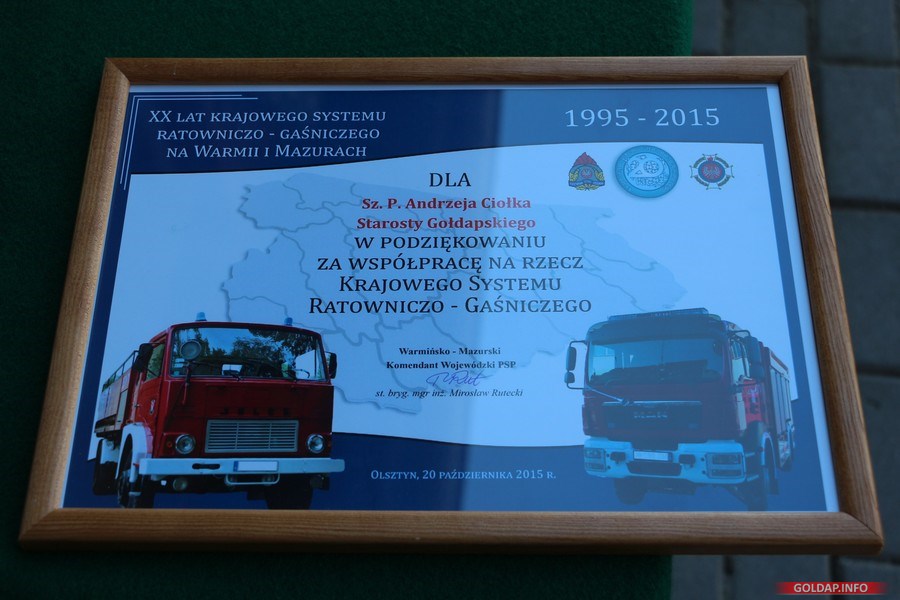 XX LAT KRAJOWEGO SYSTEMU
RATOWNICZO - GAŚNICZEGO
NA WARMII I MAZURACH
1995 - 2015
DLA
Sz. P. Andrzeja Ciołka
Starosty Gołdapskiego
W PODZIĘKOWANIU
ZA WSPÓŁPRACĘ NA RZECZ
KRAJOWEGO SYSTEMU
RATOWNICZO - GAŚNICZEGO
Warmińsko - Mazurski
Komendant Wojewódzki PSP
st. bryg. mgr inż. Mirosław Rutecki
JELCZ
MAN
OLSZTYN, 20 PAŹDZIERNIKA 2015 R.
GOLDAP.INFO